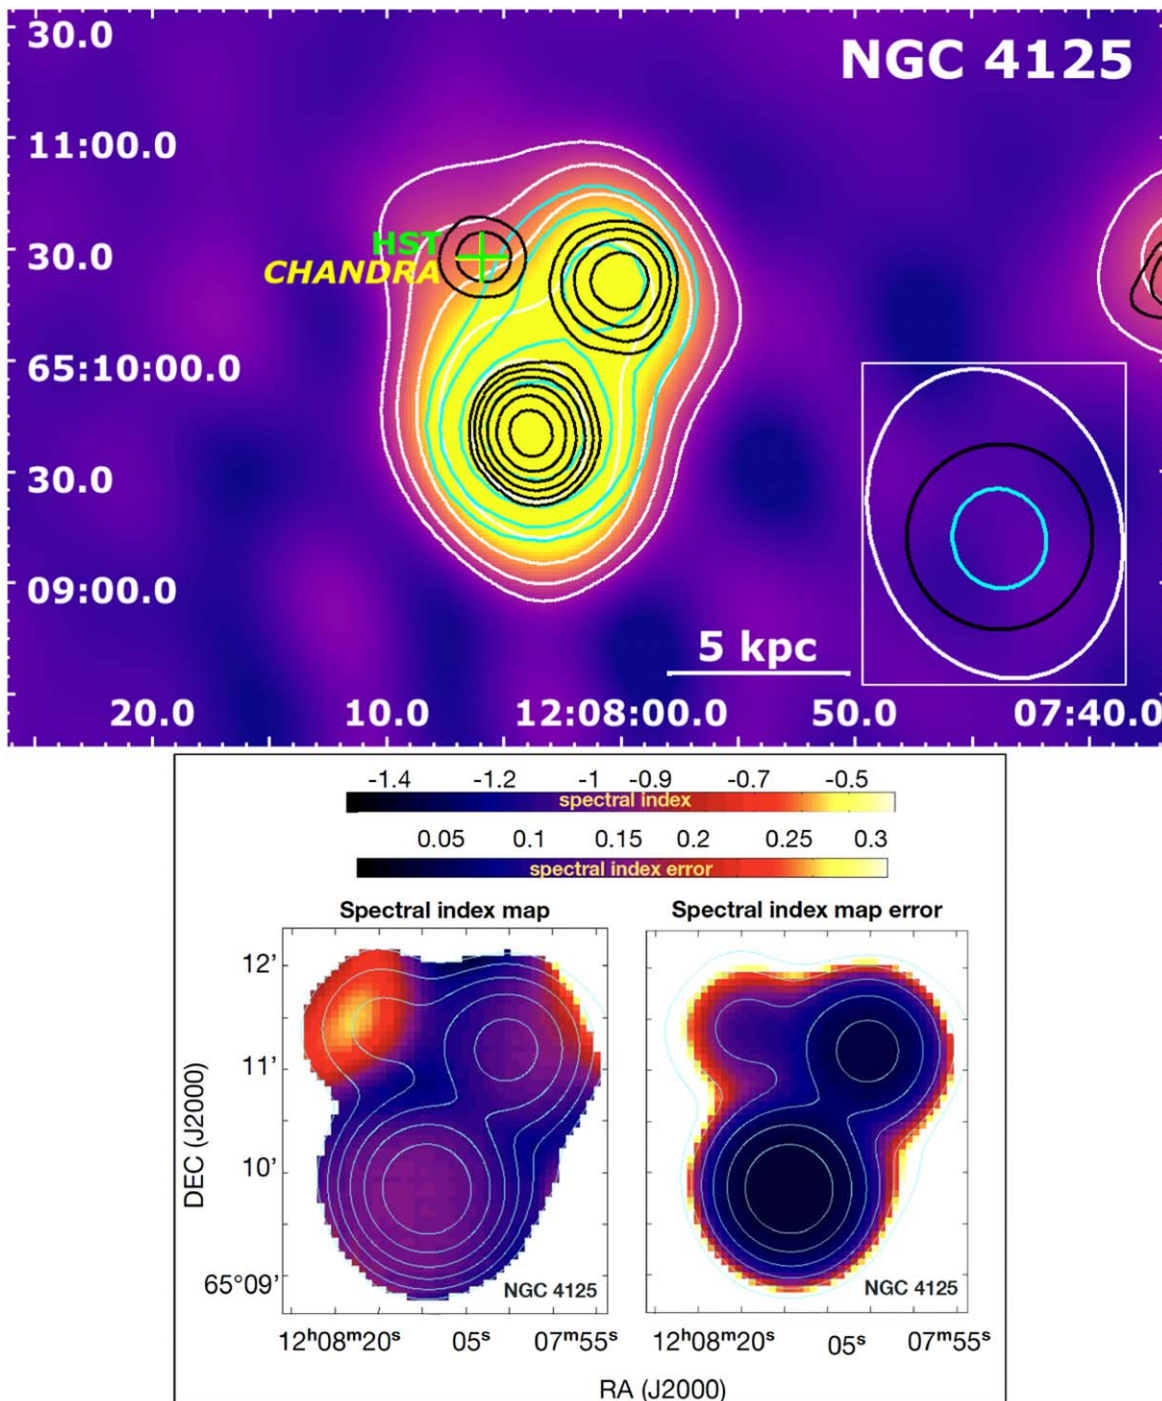 30.0
NGC 4125
11:00.0
HST
30.0
CHANDRA
65:10:00.0
30.0
09:00.0
5 kpc
20.0 10.0 12:08:00.0 50.0 07:40.0
-1.4 -1.2 -1 -0.9 -0.7 -0.5
spectral index
0.05 0.1 0.15 0.2 0.25 0.3
spectral index error
Spectral index map
Spectral index map error
12'
11'
10'
65°09'
DEC (J2000)
NGC 4125
NGC 4125
12ʰ08ᵐ20ˢ 05ˢ 07ᵐ55ˢ
12ʰ08ᵐ20ˢ 05ˢ 07ᵐ55ˢ
RA (J2000)